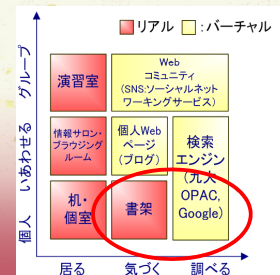 リアル :バーチャル
グループ
いあわせる
個人
演習室
Web
コミュニティ
(SNS:ソーシャルネット
ワーキングサービス)
情報サロン・
ブラウジング
ルーム
個人Web
ページ
(ブログ)
検索
エンジン
(九大
OPAC,
Google)
机・
個室
書架
居る 気づく 調べる